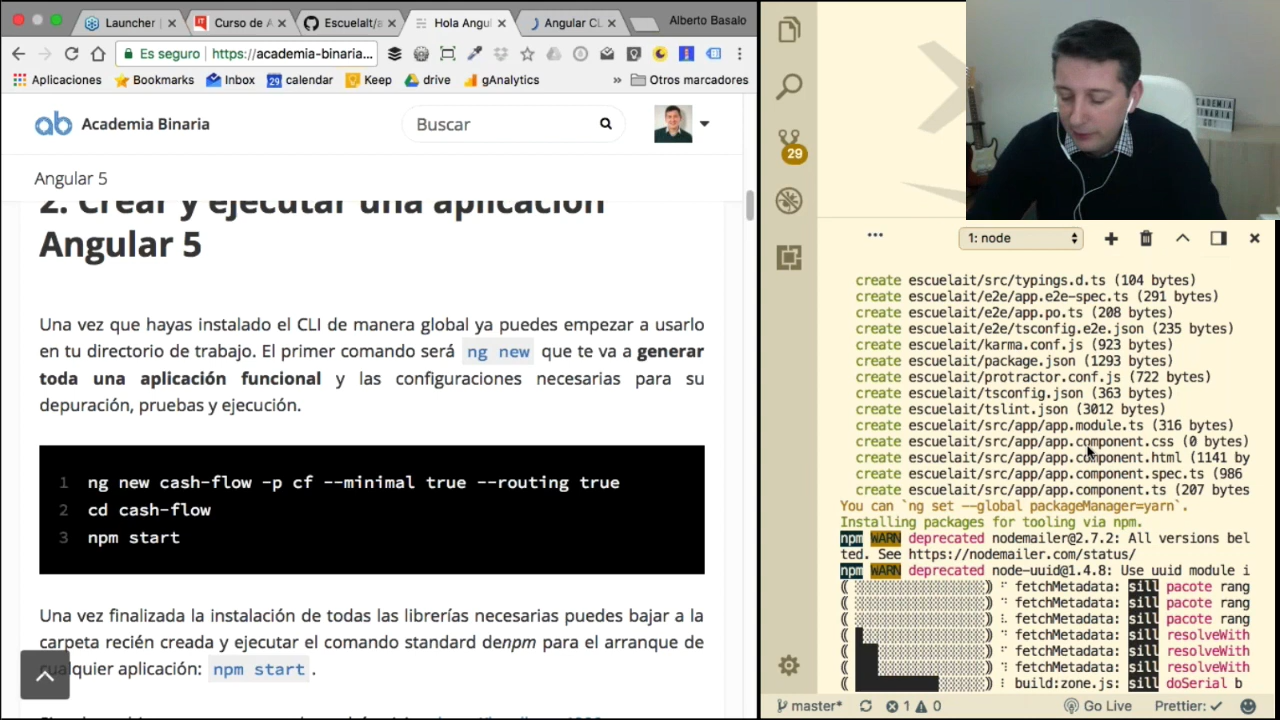 Launcher
Curso de A
Escuelait/a
Hola Angul
Angular CL
Alberto Basalo
Es seguro
https://academia-binaria...
Aplicaciones
Bookmarks
Inbox
29
calendar
Keep
drive
gAnalytics
»
Otros marcadores
ab Academia Binaria
Buscar
Angular 5
2. Crear y ejecutar una aplicación
Angular 5
Una vez que hayas instalado el CLI de manera global ya puedes empezar a usarlo
en tu directorio de trabajo. El primer comando será ng new que te va a generar
toda una aplicación funcional y las configuraciones necesarias para su
depuración, pruebas y ejecución.
1 ng new cash-flow -p cf --minimal true --routing true
2 cd cash-flow
3 npm start
Una vez finalizada la instalación de todas las librerías necesarias puedes bajar a la
carpeta recién creada y ejecutar el comando standard denpm para el arranque de
cualquier aplicación: npm start.
29
ACADEMIA
BINARIA
1: node
create escuelait/src/typings.d.ts (104 bytes)
create escuelait/e2e/app.e2e-spec.ts (291 bytes)
create escuelait/e2e/app.po.ts (208 bytes)
create escuelait/e2e/tsconfig.e2e.json (235 bytes)
create escuelait/karma.conf.js (923 bytes)
create escuelait/package.json (1293 bytes)
create escuelait/protractor.conf.js (722 bytes)
create escuelait/tsconfig.json (363 bytes)
create escuelait/tslint.json (3012 bytes)
create escuelait/src/app/app.module.ts (316 bytes)
create escuelait/src/app/app.component.css (0 bytes)
create escuelait/src/app/app.component.html (1141 by
create escuelait/src/app/app.component.spec.ts (986
create escuelait/src/app/app.component.ts (207 bytes
You can `ng set --global packageManager=yarn`.
Installing packages for tooling via npm.
npm WARN deprecated nodemailer@2.7.2: All versions bel
ted. See https://nodemailer.com/status/
npm WARN deprecated node-uuid@1.4.8: Use uuid module i
fetchMetadata: sill pacote rang
fetchMetadata: sill pacote rang
fetchMetadata: sill pacote rang
fetchMetadata: sill resolveWith
fetchMetadata: sill resolveWith
fetchMetadata: sill resolveWith
build:zone.js: sill doSerial b
master*
1
0
Go Live
Prettier: ✓